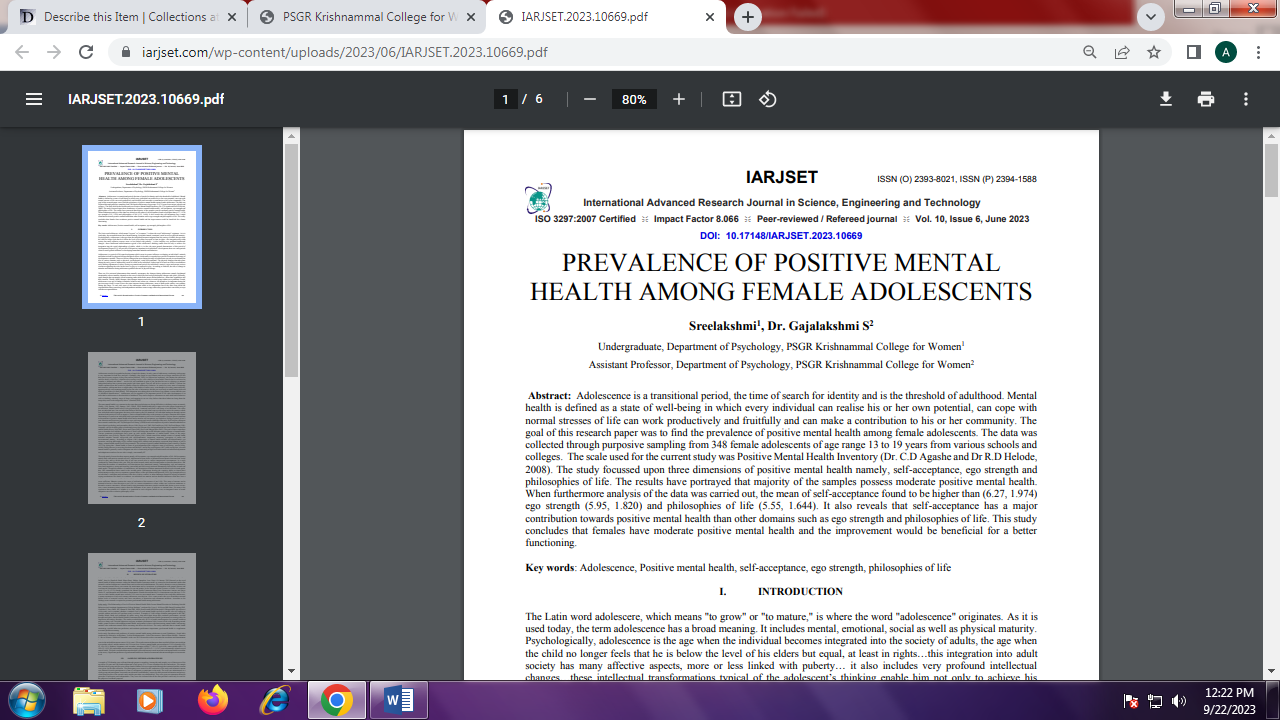 Describe this Item | Collections at
PSGR Krishnammal College for W
IARJSET.2023.10669.pdf
iarjset.com/wp-content/uploads/2023/06/IARJSET.2023.10669.pdf
A
IARJSET.2023.10669.pdf
1 / 6
80%
1
2
IARJSET
ISSN (O) 2393-8021, ISSN (P) 2394-1588
International Advanced Research Journal in Science, Engineering and Technology
ISO 3297:2007 Certified ⁝⁝ Impact Factor 8.066 ⁝⁝ Peer-reviewed / Refereed journal ⁝⁝ Vol. 10, Issue 6, June 2023
DOI: 10.17148/IARJSET.2023.10669
PREVALENCE OF POSITIVE MENTAL
HEALTH AMONG FEMALE ADOLESCENTS
Sreelakshmi¹, Dr. Gajalakshmi S²
Undergraduate, Department of Psychology, PSGR Krishnammal College for Women¹
Assistant Professor, Department of Psychology, PSGR Krishnammal College for Women²
Abstract: Adolescence is a transitional period, the time of search for identity and is the threshold of adulthood. Mental
health is defined as a state of well-being in which every individual can realise his or her own potential, can cope with
normal stresses of life can work productively and fruitfully and can make a contribution to his or her community. The
goal of this research paper was to find the prevalence of positive mental health among female adolescents. The data was
collected through purposive sampling from 348 female adolescents of age range 13 to 19 years from various schools and
colleges. The scale used for the current study was Positive Mental Health Inventory (Dr. C.D Agashe and Dr R.D Helode,
2008). The study focussed upon three dimensions of positive mental health namely, self-acceptance, ego strength and
philosophies of life. The results have portrayed that majority of the samples possess moderate positive mental health.
When furthermore analysis of the data was carried out, the mean of self-acceptance found to be higher than (6.27, 1.974)
ego strength (5.95, 1.820) and philosophies of life (5.55, 1.644). It also reveals that self-acceptance has a major
contribution towards positive mental health than other domains such as ego strength and philosophies of life. This study
concludes that females have moderate positive mental health and the improvement would be beneficial for a better
functioning.
Key words: Adolescence, Positive mental health, self-acceptance, ego strength, philosophies of life
I. INTRODUCTION
The Latin word adolescere, which means "to grow" or "to mature," is where the word "adolescence" originates. As it is
used today, the term adolescence has a broad meaning. It includes mental, emotional, social as well as physical maturity.
Psychologically, adolescence is the age when the individual becomes integrated into the society of adults, the age when
the child no longer feels that he is below the level of his elders but equal, at least in rights…this integration into adult
society has many affective aspects, more or less linked with puberty… it also includes very profound intellectual
changes…these intellectual transformations typical of the adolescent's thinking enable him not only to achieve his
12:22 PM
9/22/2023